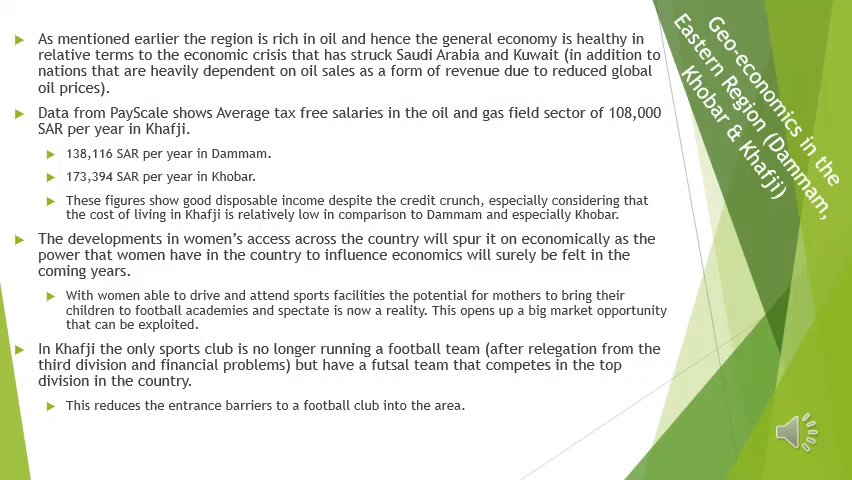 Geo-economics in the
Eastern Region (Dammam,
Khobar & Khafji)
As mentioned earlier the region is rich in oil and hence the general economy is healthy in
relative terms to the economic crisis that has struck Saudi Arabia and Kuwait (in addition to
nations that are heavily dependent on oil sales as a form of revenue due to reduced global
oil prices).
Data from PayScale shows Average tax free salaries in the oil and gas field sector of 108,000
SAR per year in Khafji.
138,116 SAR per year in Dammam.
173,394 SAR per year in Khobar.
These figures show good disposable income despite the credit crunch, especially considering that
the cost of living in Khafji is relatively low in comparison to Dammam and especially Khobar.
The developments in women's access across the country will spur it on economically as the
power that women have in the country to influence economics will surely be felt in the
coming years.
With women able to drive and attend sports facilities the potential for mothers to bring their
children to football academies and spectate is now a reality. This opens up a big market opportunity
that can be exploited.
In Khafji the only sports club is no longer running a football team (after relegation from the
third division and financial problems) but have a futsal team that competes in the top
division in the country.
This reduces the entrance barriers to a football club into the area.